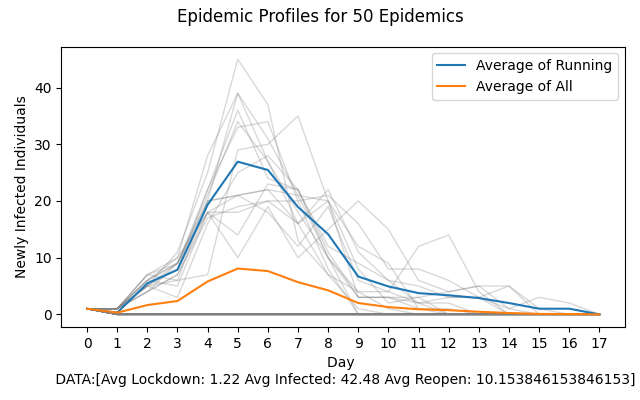 Epidemic Profiles for 50 Epidemics
Average of Running
Average of All
Newly Infected Individuals
40
30
20
10
0
0 1 2 3 4 5 6 7 8 9 10 11 12 13 14 15 16 17
Day
DATA:[Avg Lockdown: 1.22 Avg Infected: 42.48 Avg Reopen: 10.153846153846153]